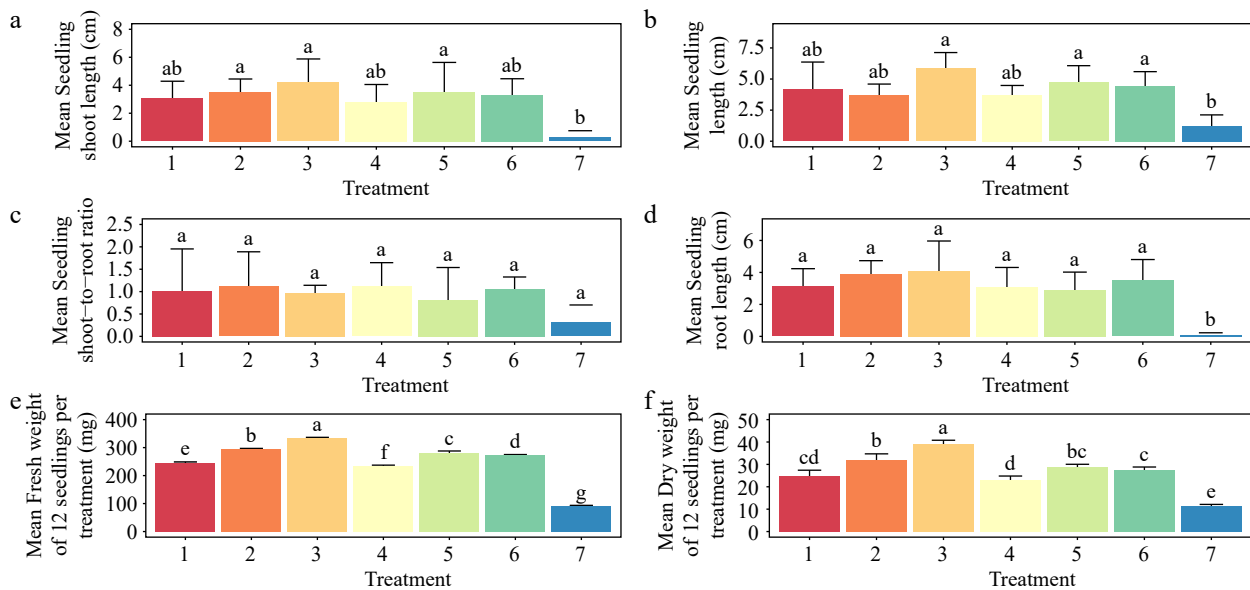 a
Mean Seedling
shoot length (cm)
8
6
4
2
0
ab
a
a
ab
a
ab
b
1 2 3 4 5 6 7
Treatment
b
Mean Seedling
length (cm)
7.5
5.0
2.5
0.0
ab
ab
a
ab
a
a
b
1 2 3 4 5 6 7
Treatment
c
Mean Seedling
shoot−to−root ratio
2.5
2.0
1.5
1.0
0.5
0.0
a
a
a
a
a
a
a
1 2 3 4 5 6 7
Treatment
d
Mean Seedling
root length (cm)
6
4
2
0
a
a
a
a
a
a
b
1 2 3 4 5 6 7
Treatment
e
Mean Fresh weight
of 12 seedlings per
treatment (mg)
400
300
200
100
0
e
b
a
f
c
d
g
1 2 3 4 5 6 7
Treatment
f
Mean Dry weight
of 12 seedlings per
treatment (mg)
50
40
30
20
10
0
cd
b
a
d
bc
c
e
1 2 3 4 5 6 7
Treatment